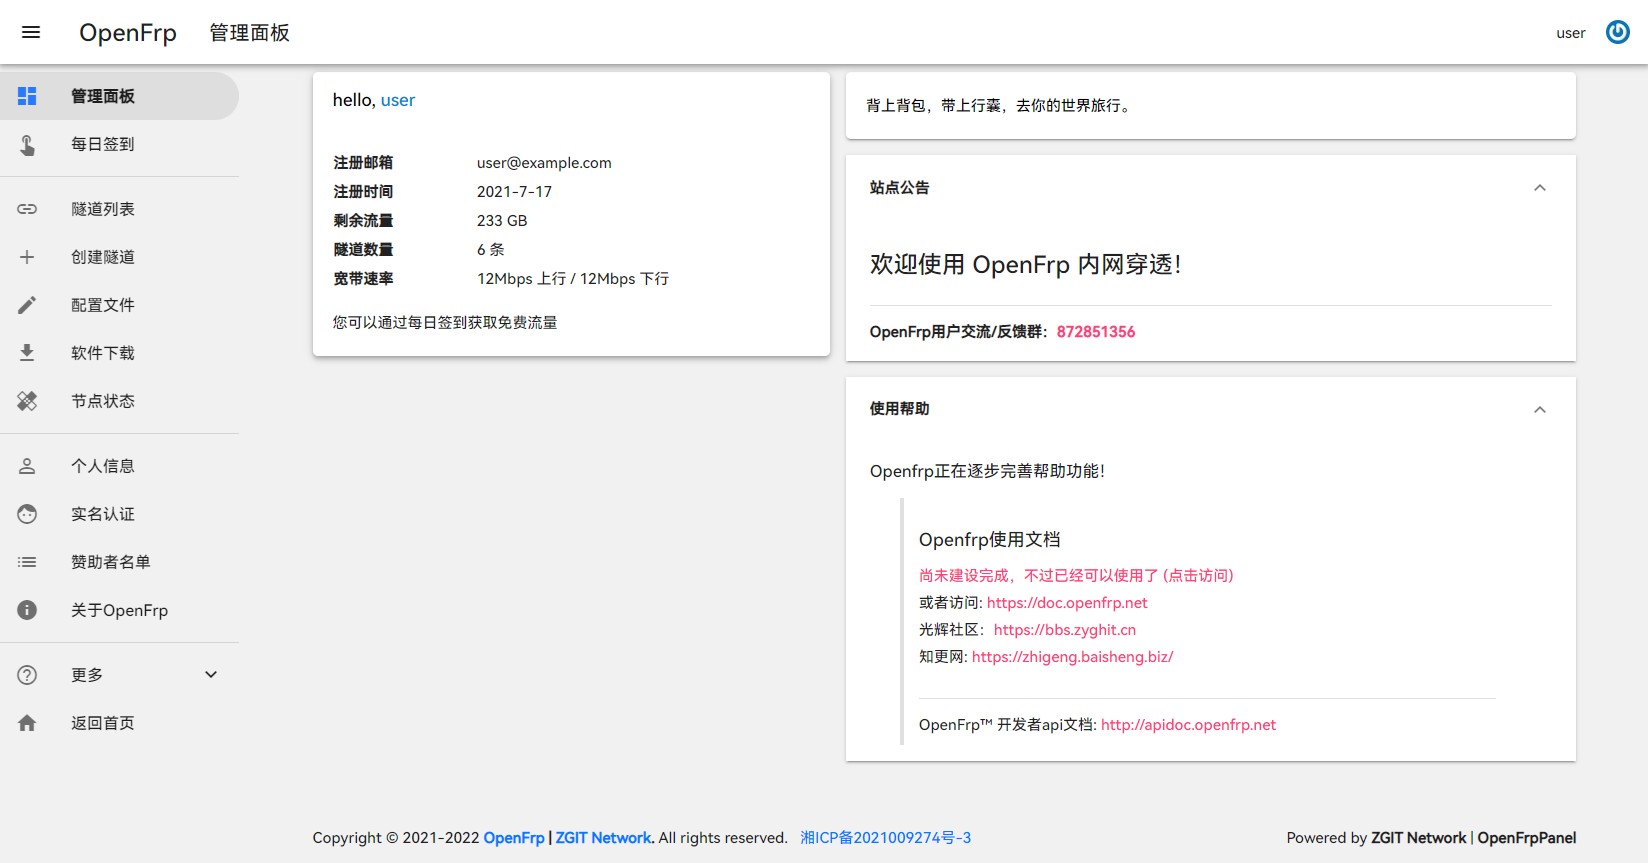 OpenFrp 管理面板 user
管理面板
每日签到
隧道列表
创建隧道
配置文件
软件下载
节点状态
个人信息
实名认证
赞助者名单
关于OpenFrp
更多
返回首页
hello, user
注册邮箱 user@example.com
注册时间 2021-7-17
剩余流量 233 GB
隧道数量 6 条
宽带速率 12Mbps 上行 / 12Mbps 下行
您可以通过每日签到获取免费流量
背上背包，带上行囊，去你的世界旅行。
站点公告
欢迎使用 OpenFrp 内网穿透！
OpenFrp用户交流/反馈群：872851356
使用帮助
Openfrp正在逐步完善帮助功能！
Openfrp使用文档
尚未建设完成，不过已经可以使用了 (点击访问)
或者访问: https://doc.openfrp.net
光辉社区：https://bbs.zyghit.cn
知更网: https://zhigeng.baisheng.biz/
OpenFrp™ 开发者api文档: http://apidoc.openfrp.net
Copyright © 2021-2022 OpenFrp | ZGIT Network. All rights reserved. 湘ICP备2021009274号-3
Powered by ZGIT Network | OpenFrpPanel